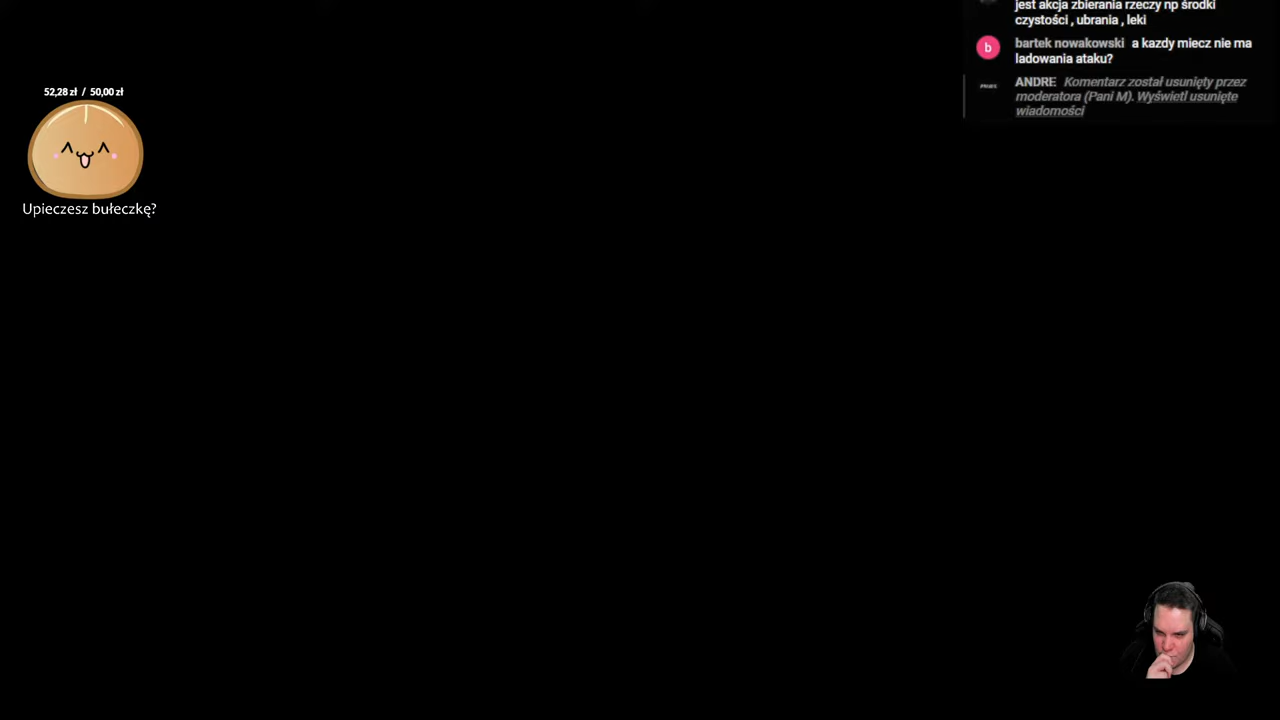 jest akcja zbierania rzeczy np środki
czystości , ubrania , leki
b bartek nowakowski a kazdy miecz nie ma
ladowania ataku?
ANDRE Komentarz został usunięty przez
moderatora (Pani M). Wyświetl usunięte
wiadomości
52,28 zł / 50,00 zł
Upieczesz bułeczkę?